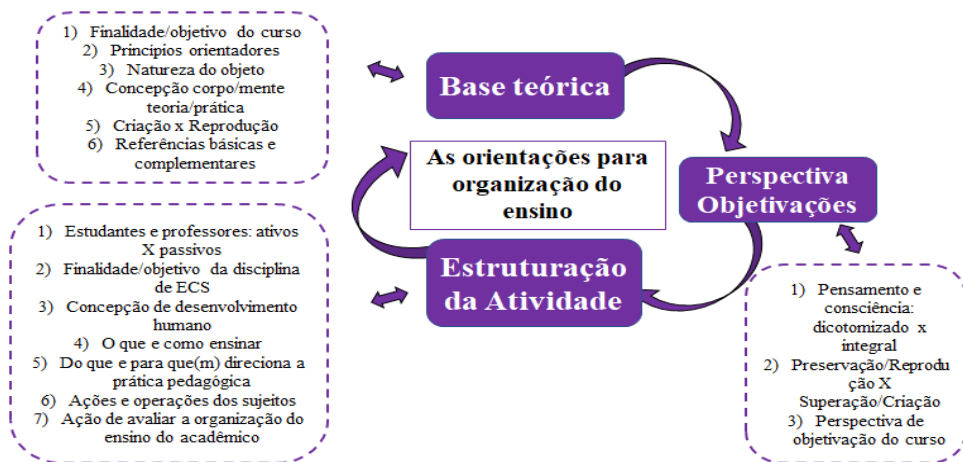 1) Finalidade/objetivo do curso
2) Princípios orientadores
3) Natureza do objeto
4) Concepção corpo/mente
teoria/prática
5) Criação x Reprodução
6) Referências básicas e
complementares
Base teórica
As orientações para
organização do
ensino
Perspectiva
Objetivações
Estruturação
da Atividade
1) Estudantes e professores: ativos
X passivos
2) Finalidade/objetivo da disciplina
de ECS
3) Concepção de desenvolvimento
humano
4) O que e como ensinar
5) Do que e para que(m) direciona a
prática pedagógica
6) Ações e operações dos sujeitos
7) Ação de avaliar a organização do
ensino do acadêmico
1) Pensamento e
consciência:
dicotomizado x
integral
2) Preservação/Reprodu
ção X
Superação/Criação
3) Perspectiva de
objetivação do curso